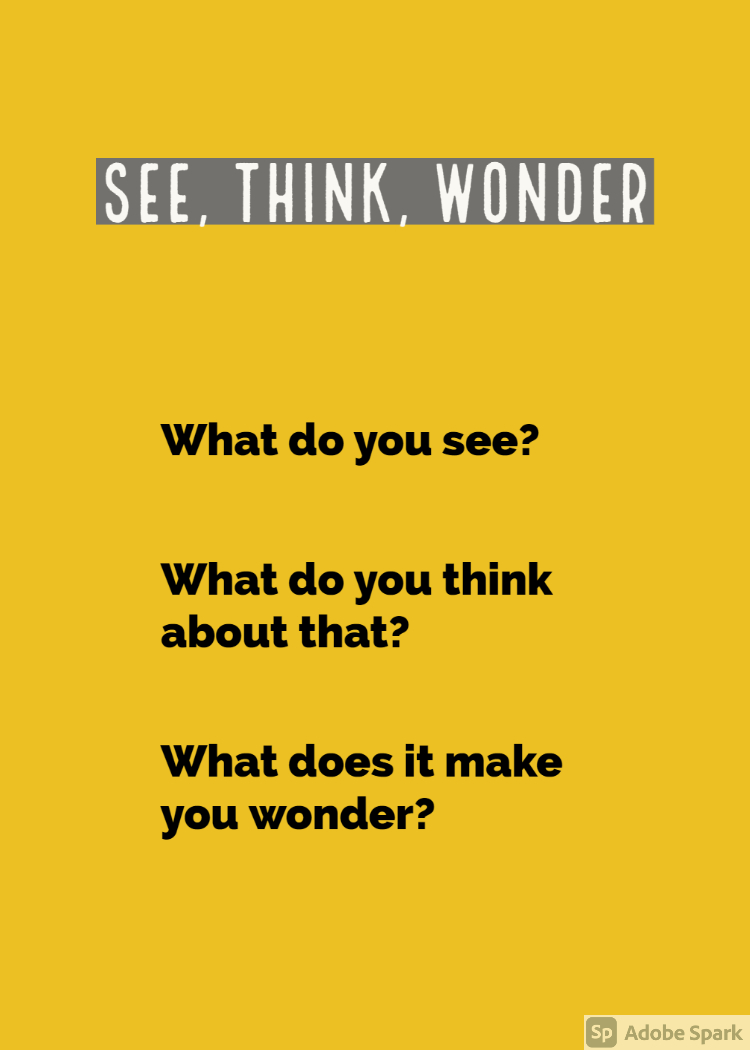 SEE, THINK, WONDER
What do you see?
What do you think
about that?
What does it make
you wonder?
Sp Adobe Spark